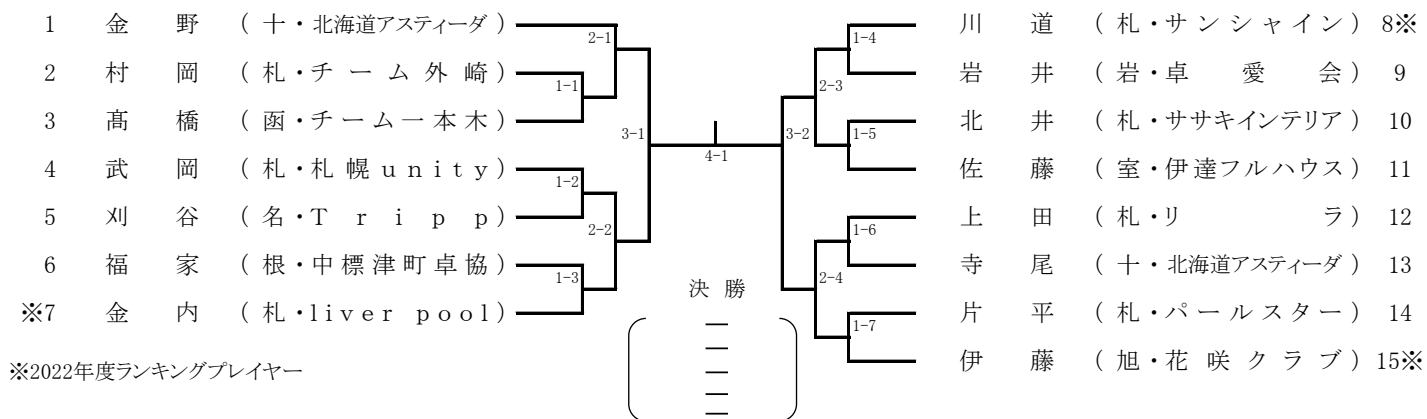 1 金野 (十・北海道アスティーダ)
2 村岡 (札・チーム外崎)
3 髙橋 (函・チーム一本木)
4 武岡 (札・札幌unity)
5 刈谷 (名・Tripp)
6 福家 (根・中標津町卓協)
※7 金内 (札・liver pool)
※2022年度ランキングプレイヤー
2-1
1-1
3-1
1-2
2-2
1-3
4-1
決勝
1-4
2-3
3-2
1-5
1-6
2-4
1-7
川道 (札・サンシャイン) 8※
岩井 (岩・卓愛会) 9
北井 (札・ササキインテリア) 10
佐藤 (室・伊達フルハウス) 11
上田 (札・リラ) 12
寺尾 (十・北海道アスティーダ) 13
片平 (札・パールスター) 14
伊藤 (旭・花咲クラブ) 15※